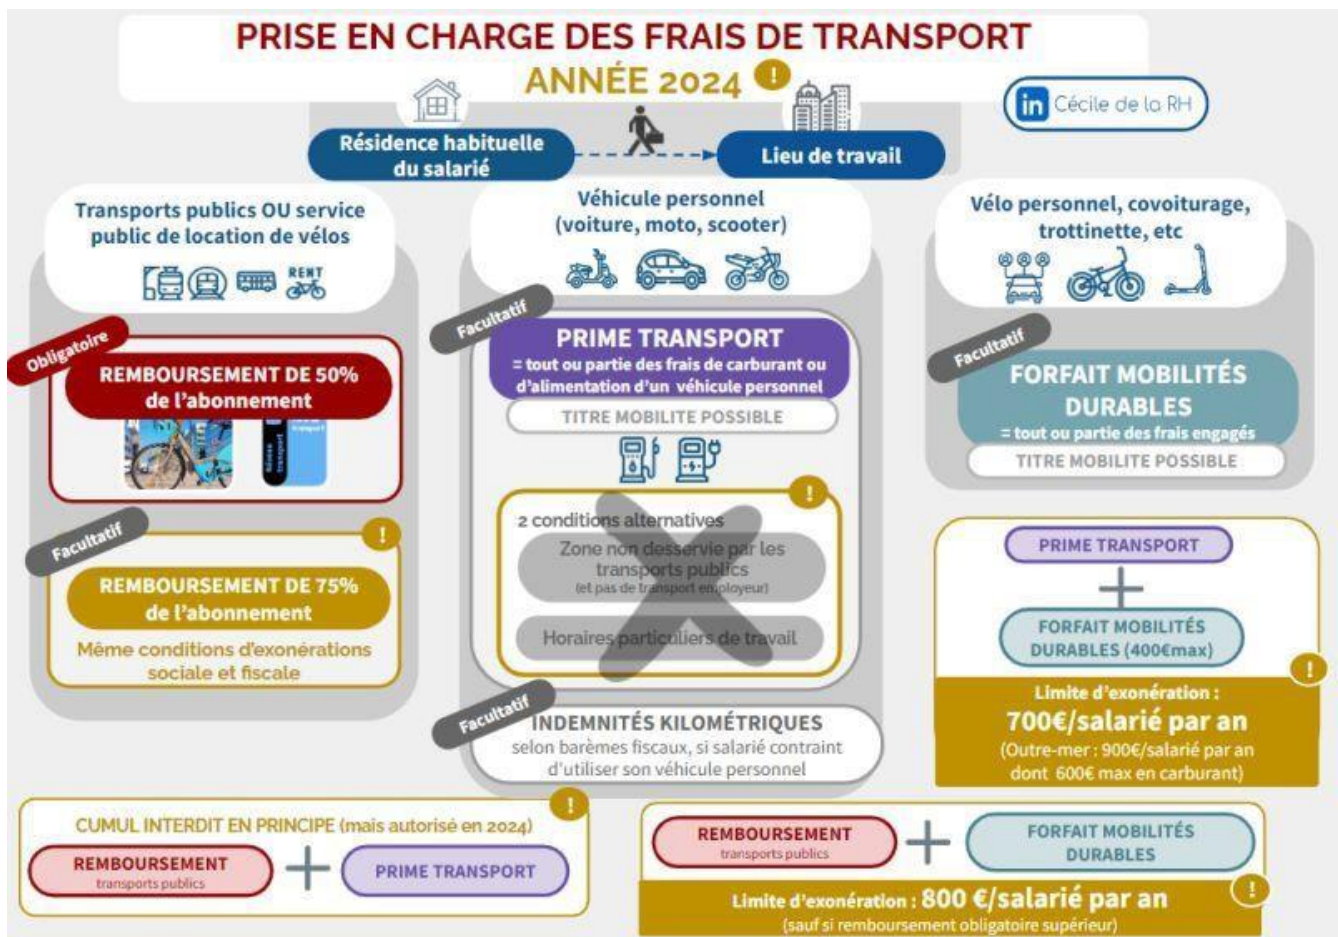 PRISE EN CHARGE DES FRAIS DE TRANSPORT
ANNÉE 2024 !
in Cécile de la RH
Résidence habituelle
du salarié
Lieu de travail
Transports publics OU service
public de location de vélos
RENT
Obligatoire
REMBOURSEMENT DE 50%
de l'abonnement
transport
Facultatif
!
REMBOURSEMENT DE 75%
de l'abonnement
Même conditions d'exonérations
sociale et fiscale
Véhicule personnel
(voiture, moto, scooter)
Facultatif
PRIME TRANSPORT
= tout ou partie des frais de carburant ou
d'alimentation d'un véhicule personnel
TITRE MOBILITE POSSIBLE
!
2 conditions alternatives
Zone non desservie par les
transports publics
(et pas de transport employeur)
Horaires particuliers de travail
Facultatif
INDEMNITÉS KILOMÉTRIQUES
selon barèmes fiscaux, si salarié contraint
d'utiliser son véhicule personnel
Vélo personnel, covoiturage,
trottinette, etc
Facultatif
FORFAIT MOBILITÉS
DURABLES
= tout ou partie des frais engagés
TITRE MOBILITE POSSIBLE
PRIME TRANSPORT
+
FORFAIT MOBILITÉS
DURABLES (400€max)
!
Limite d'exonération :
700€/salarié par an
(Outre-mer : 900€/salarié par an
dont 600€ max en carburant)
!
CUMUL INTERDIT EN PRINCIPE (mais autorisé en 2024)
REMBOURSEMENT
transports publics
+
PRIME TRANSPORT
REMBOURSEMENT
transports publics
+
FORFAIT MOBILITÉS
DURABLES
!
Limite d'exonération : 800 €/salarié par an
(sauf si remboursement obligatoire supérieur)